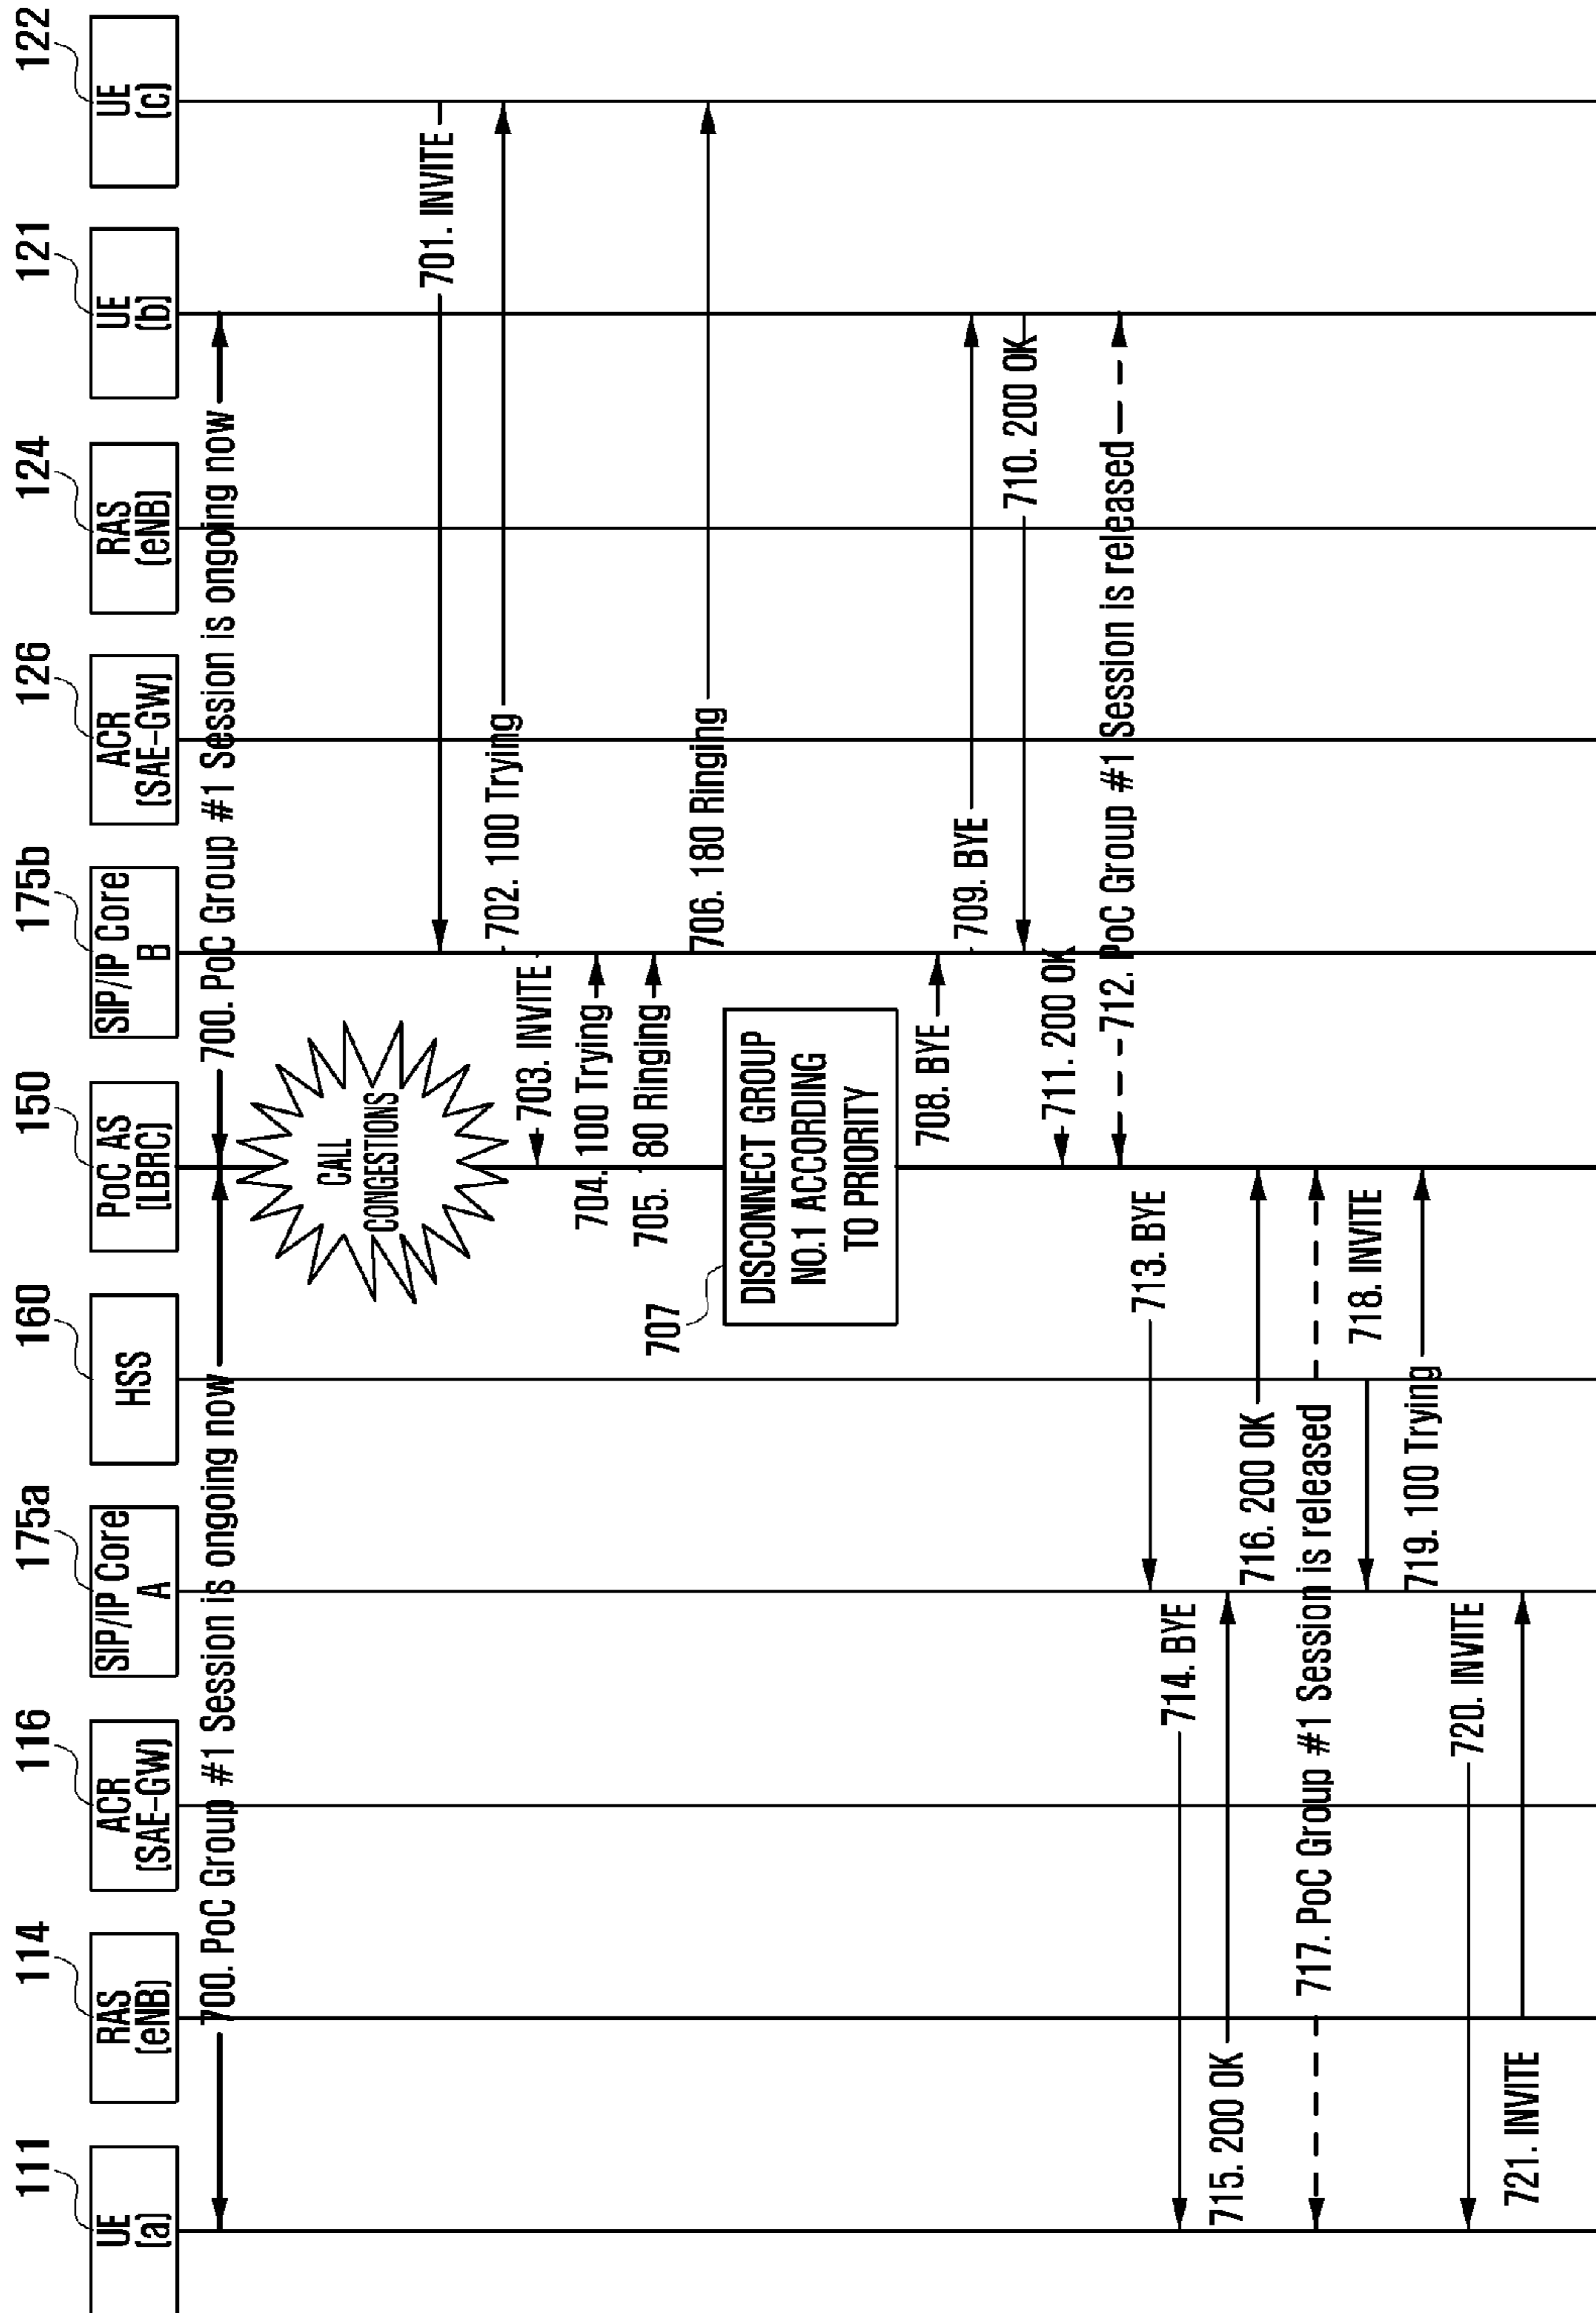 111
UE
(a)
114
RAS
(eNB)
116
ACR
(SAE-GW)
175a
SIP/IP Core
A
160
HSS
150
PoC AS
(LBRC)
175b
SIP/IP Core
B
126
ACR
(SAE-GW)
124
RAS
(eNB)
121
UE
(b)
122
UE
(c)
700. PoC Group #1 Session is ongoing now
700. PoC Group #1 Session is ongoing now
CALL
CONGESTIONS
701. INVITE
702. 100 Trying
703. INVITE
704. 100 Trying
705. 180 Ringing
706. 180 Ringing
707
DISCONNECT GROUP
NO.1 ACCORDING
TO PRIORITY
708. BYE
709. BYE
710. 200 OK
711. 200 OK
712. PoC Group #1 Session is released
713. BYE
714. BYE
715. 200 OK
716. 200 OK
717. PoC Group #1 Session is released
718. INVITE
719. 100 Trying
720. INVITE
721. INVITE